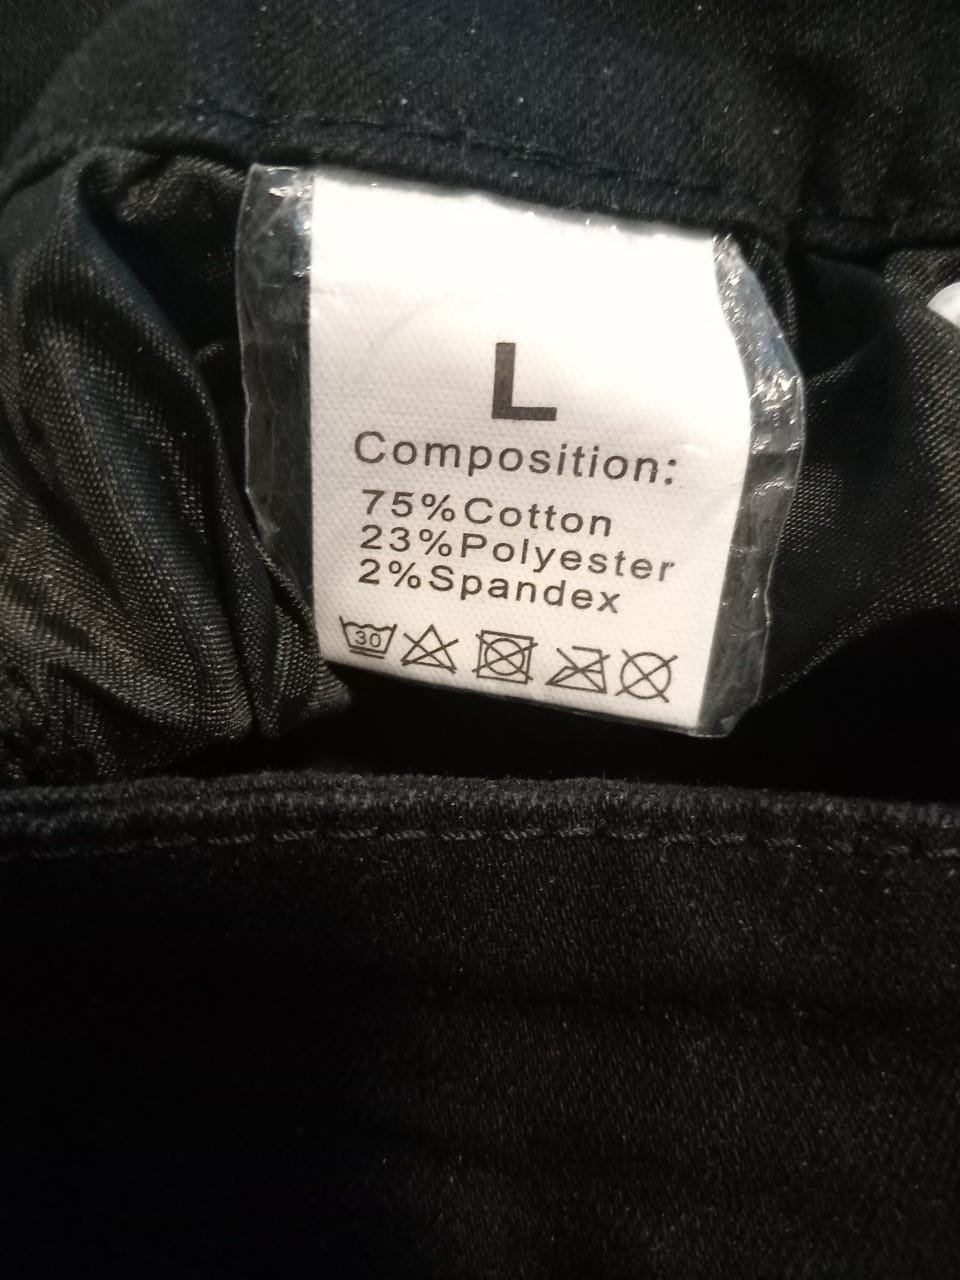 L
Composition:
75%Cotton
23%Polyester
2%Spandex
30